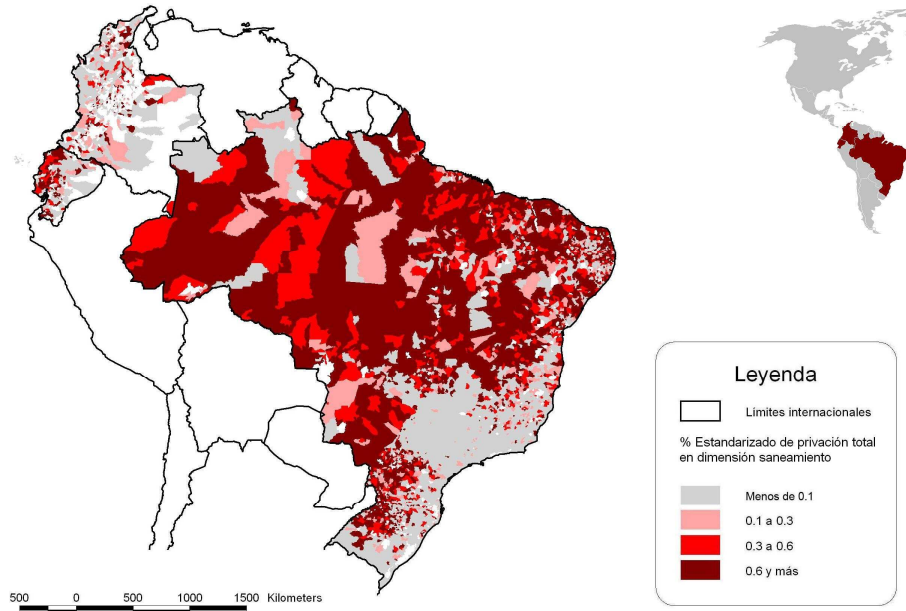 Leyenda
Límites internacionales
% Estandarizado de privación total
en dimensión saneamiento
Menos de 0.1
0.1 a 0.3
0.3 a 0.6
0.6 y más
500 0 500 1000 1500 Kilometers